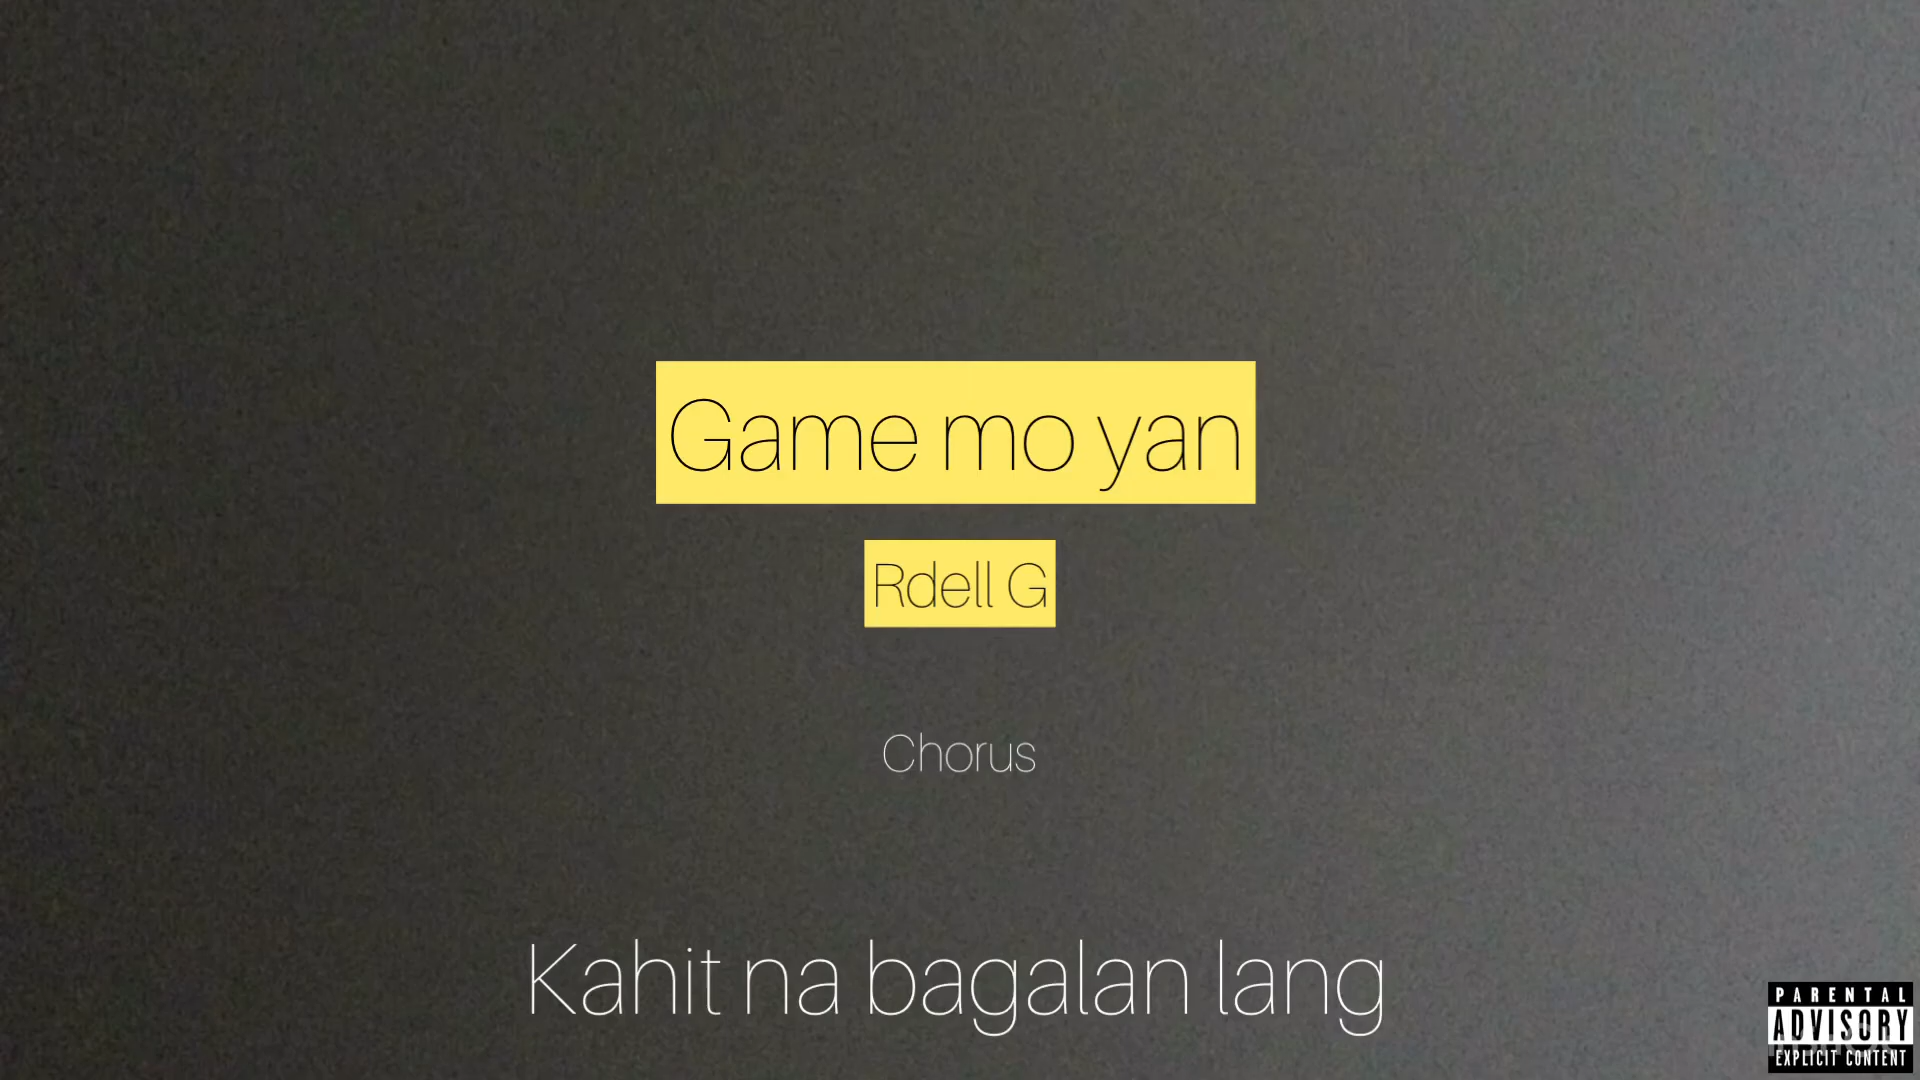 Game mo yan
Rdell G
Chorus
Kahit na bagalan lang
PARENTAL
ADVISORY
EXPLICIT CONTENT